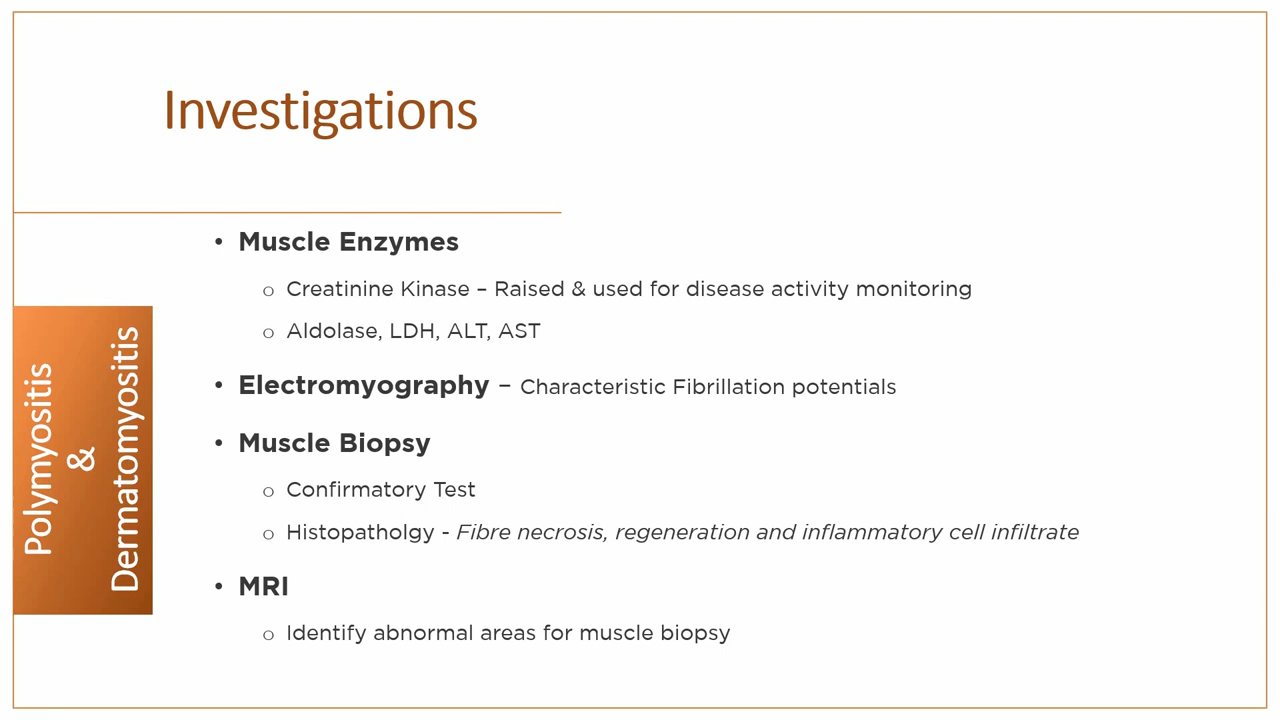 Investigations
• Muscle Enzymes
o Creatinine Kinase – Raised & used for disease activity monitoring
o Aldolase, LDH, ALT, AST
• Electromyography – Characteristic Fibrillation potentials
• Muscle Biopsy
o Confirmatory Test
o Histopatholgy - Fibre necrosis, regeneration and inflammatory cell infiltrate
• MRI
o Identify abnormal areas for muscle biopsy
Polymyositis
&
Dermatomyositis